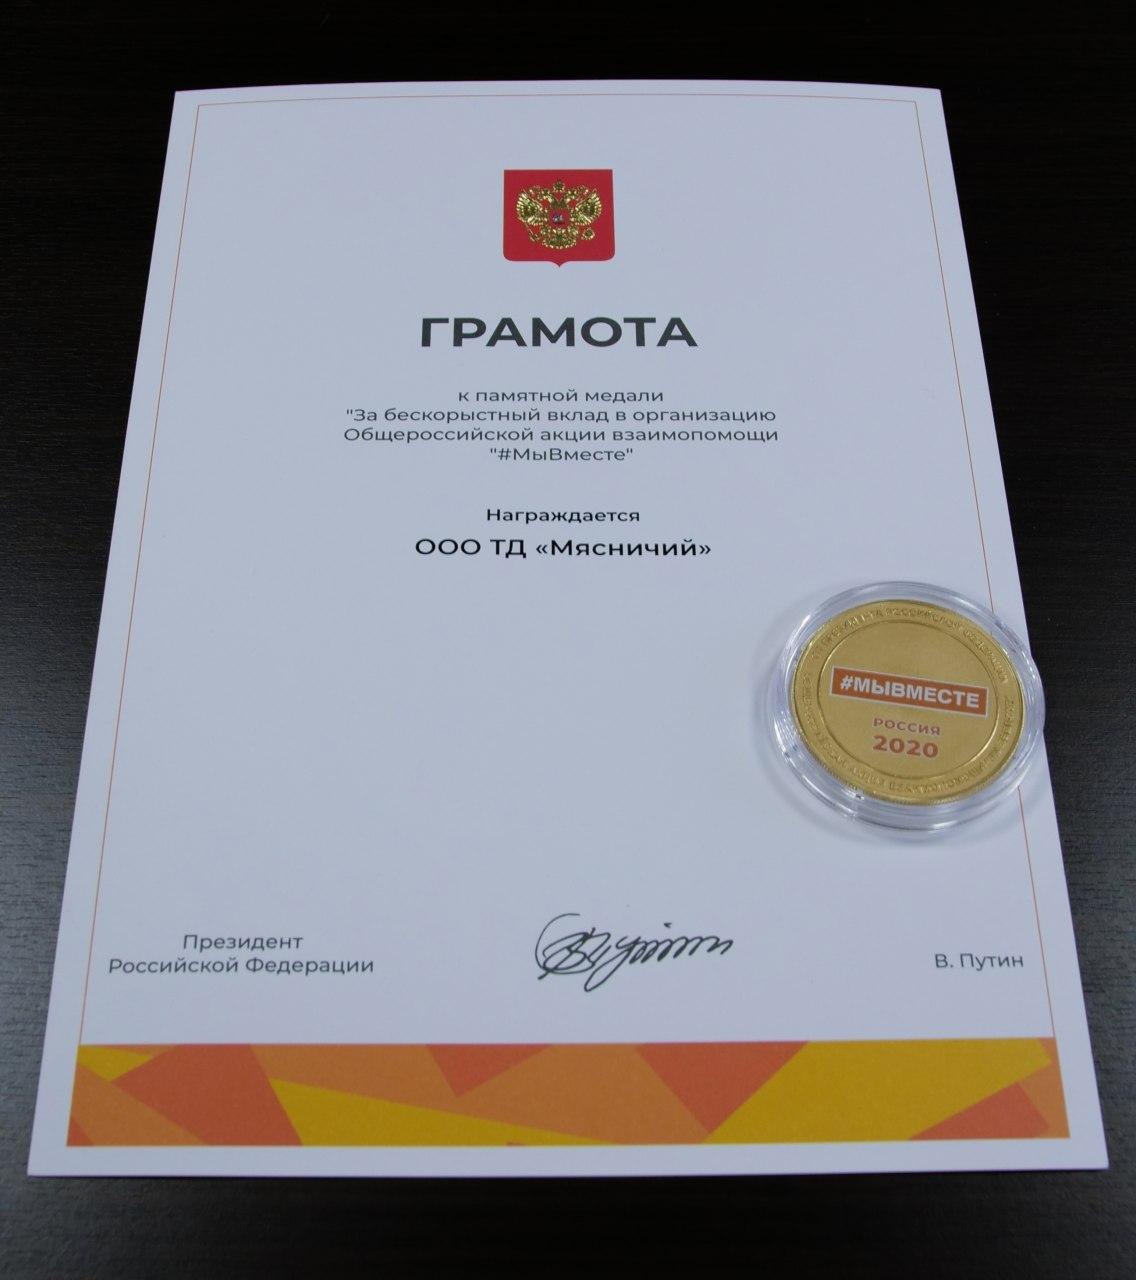 ГРАМОТА
к памятной медали
"За бескорыстный вклад в организацию
Общероссийской акции взаимопомощи
"#МыВместе"
Награждается
ООО ТД «Мясничий»
#МЫВМЕСТЕ
РОССИЯ
2020
Президент
Российской Федерации
В. Путин